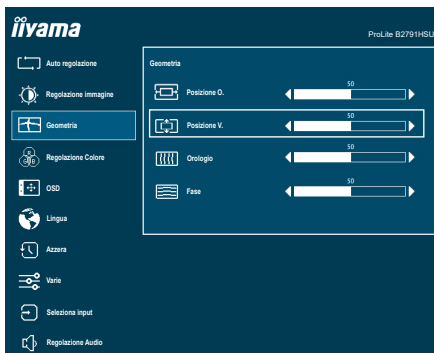 iiyama
ProLite B2791HSU
Auto regolazione
Regolazione immagine
Geometria
Regolazione Colore
OSD
Lingua
Azzera
Varie
Seleziona input
Regolazione Audio
Geometria
Posizione O.
50
Posizione V.
50
Orologio
50
Fase
50